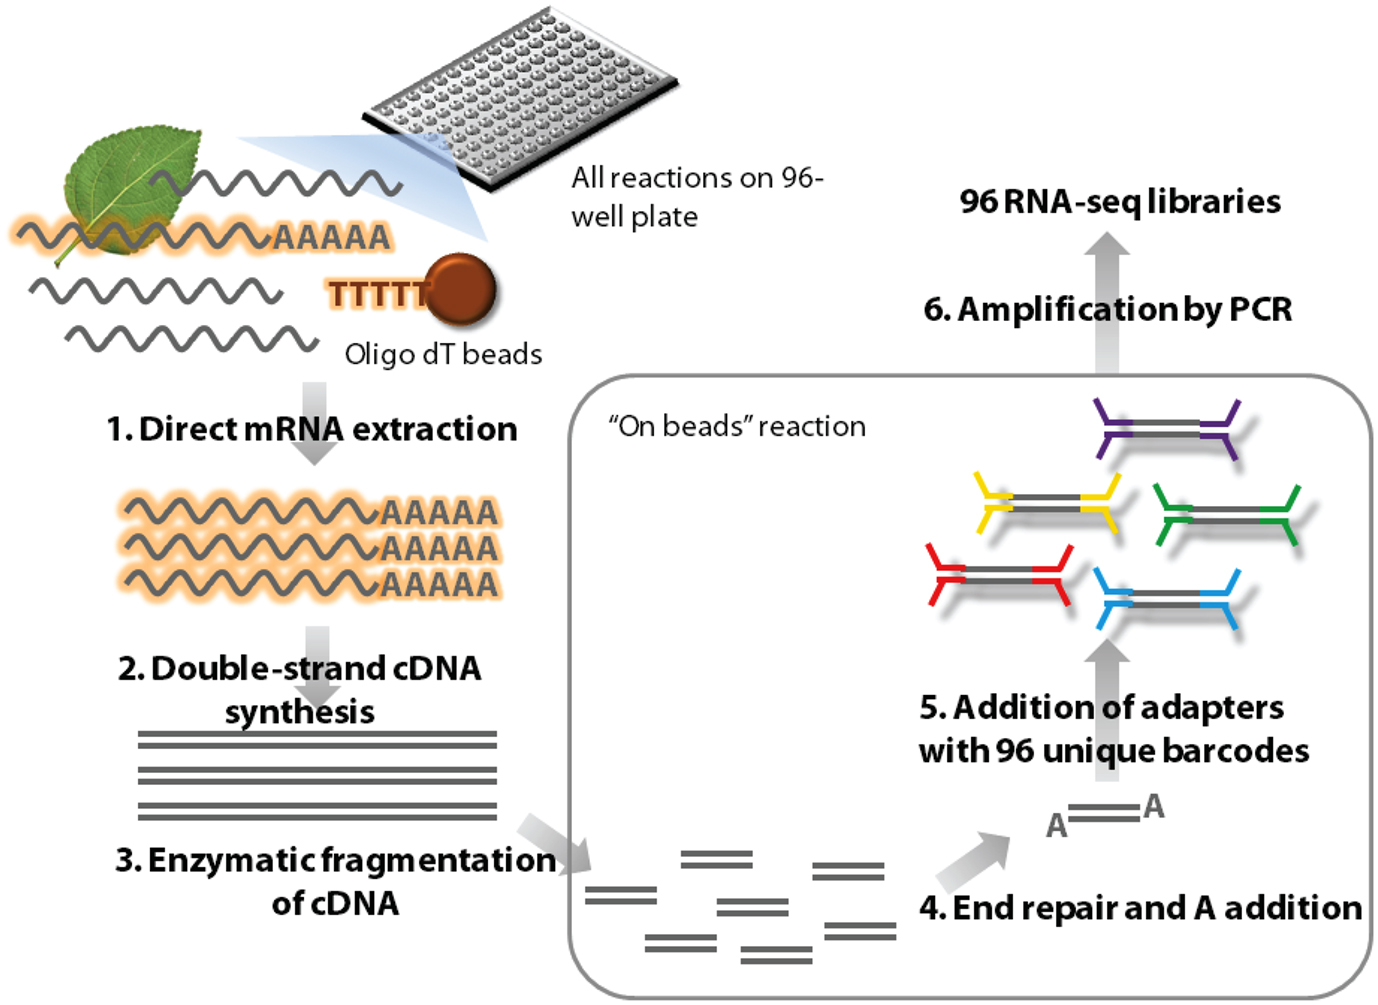 All reactions on 96-
well plate
AAAAA
TTTTT
Oligo dT beads
1. Direct mRNA extraction
AAAAA
AAAAA
AAAAA
2. Double-strand cDNA
synthesis
3. Enzymatic fragmentation
of cDNA
“On beads” reaction
4. End repair and A addition
A
A
5. Addition of adapters
with 96 unique barcodes
6. Amplification by PCR
96 RNA-seq libraries